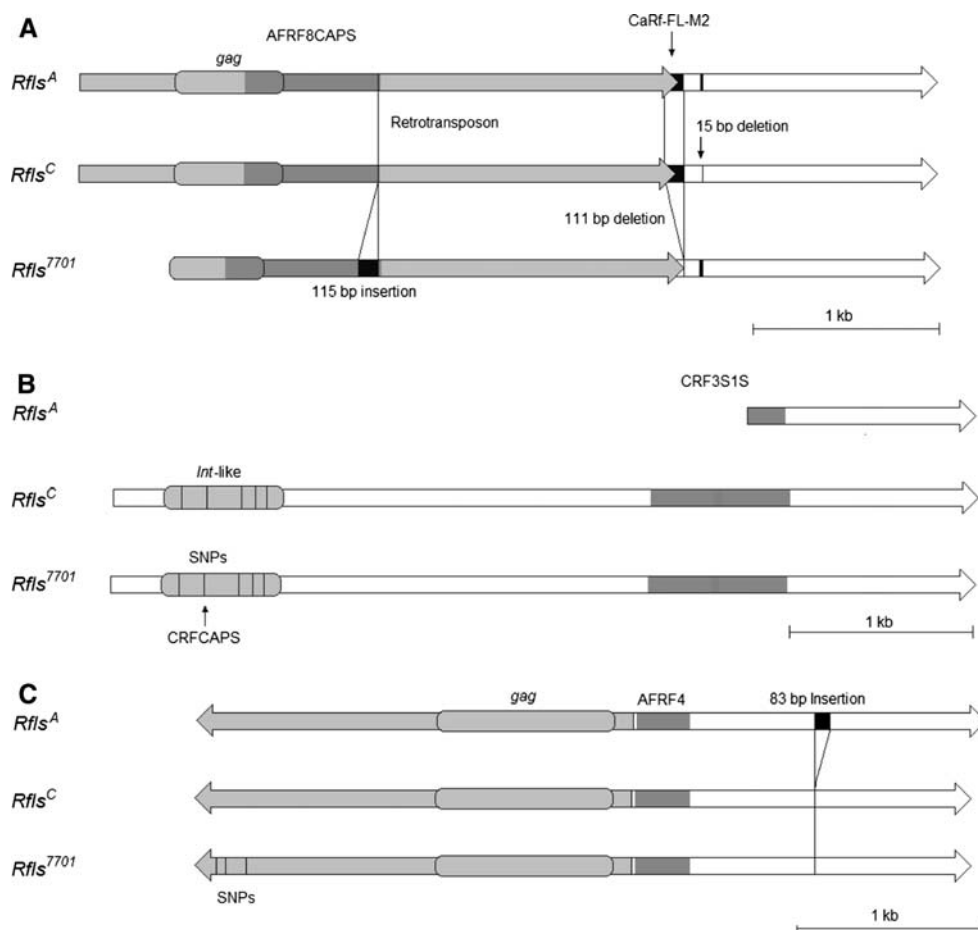 A
AFRF8CAPS
CaRf-FL-M2
gag
Rfls^A
Retrotransposon
15 bp deletion
Rfls^C
111 bp deletion
Rfls^7701
115 bp insertion
1 kb
B
CRF3S1S
Rfls^A
Int-like
Rfls^C
SNPs
Rfls^7701
CRFCAPS
1 kb
C
gag
AFRF4
83 bp Insertion
Rfls^A
Rfls^C
Rfls^7701
SNPs
1 kb